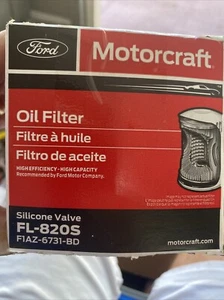 Ford
Motorcraft
Oil Filter
Filtre à huile
Filtro de aceite
HIGH EFFICIENCY - HIGH CAPACITY
Recommended by Ford Motor Company.
Silicone Valve
FL-820S
F1AZ-6731-BD
motorcraft.com